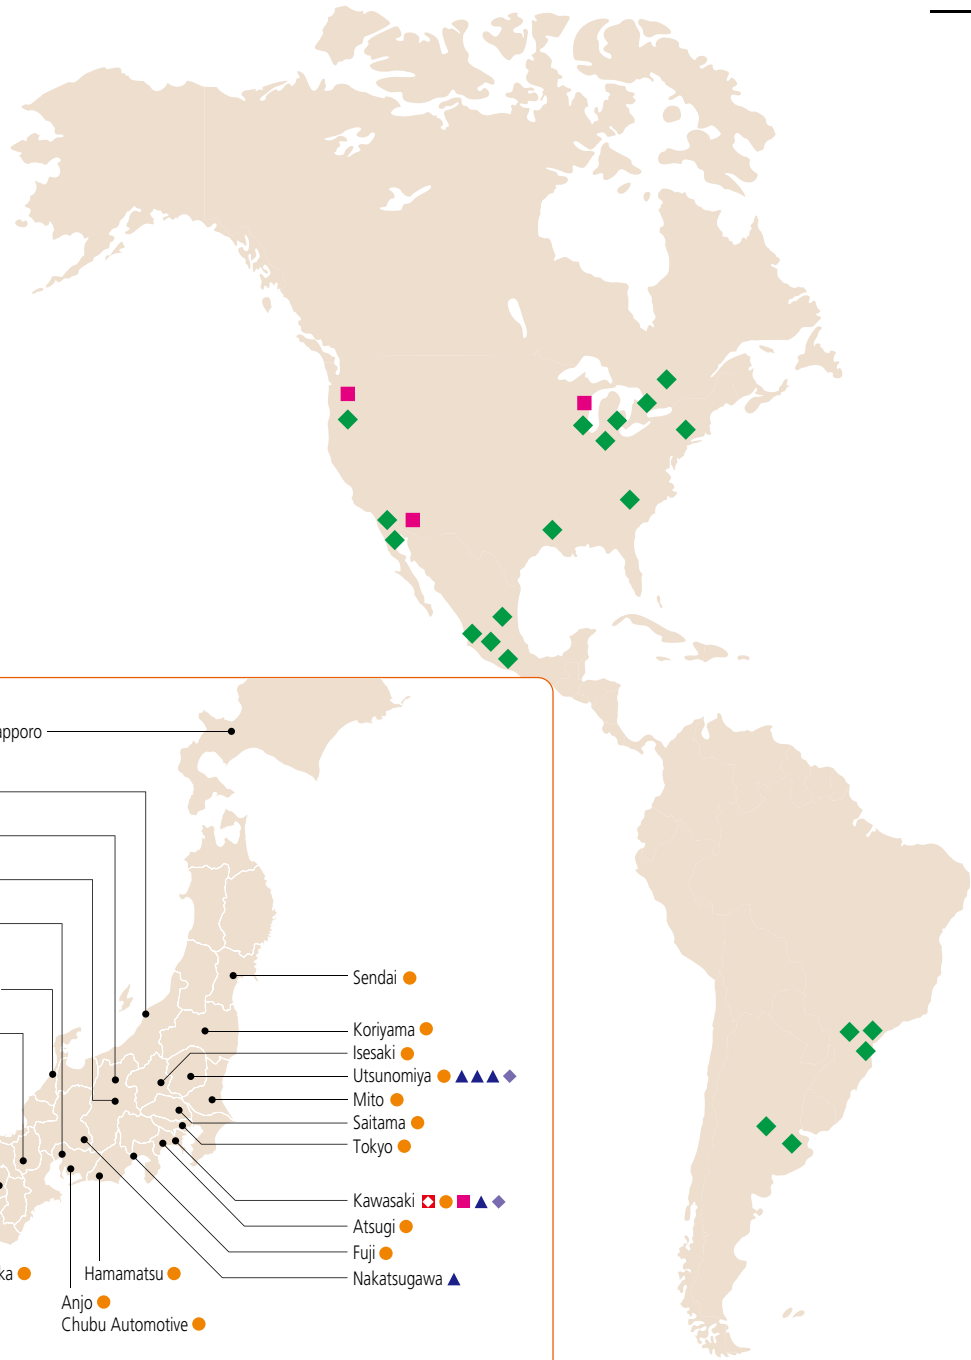 Sendai
Koriyama
Isesaki
Utsunomiya
Mito
Saitama
Tokyo
Kawasaki
Atsugi
Fuji
Nakatsugawa
Hamamatsu
Anjo
Chubu Automotive